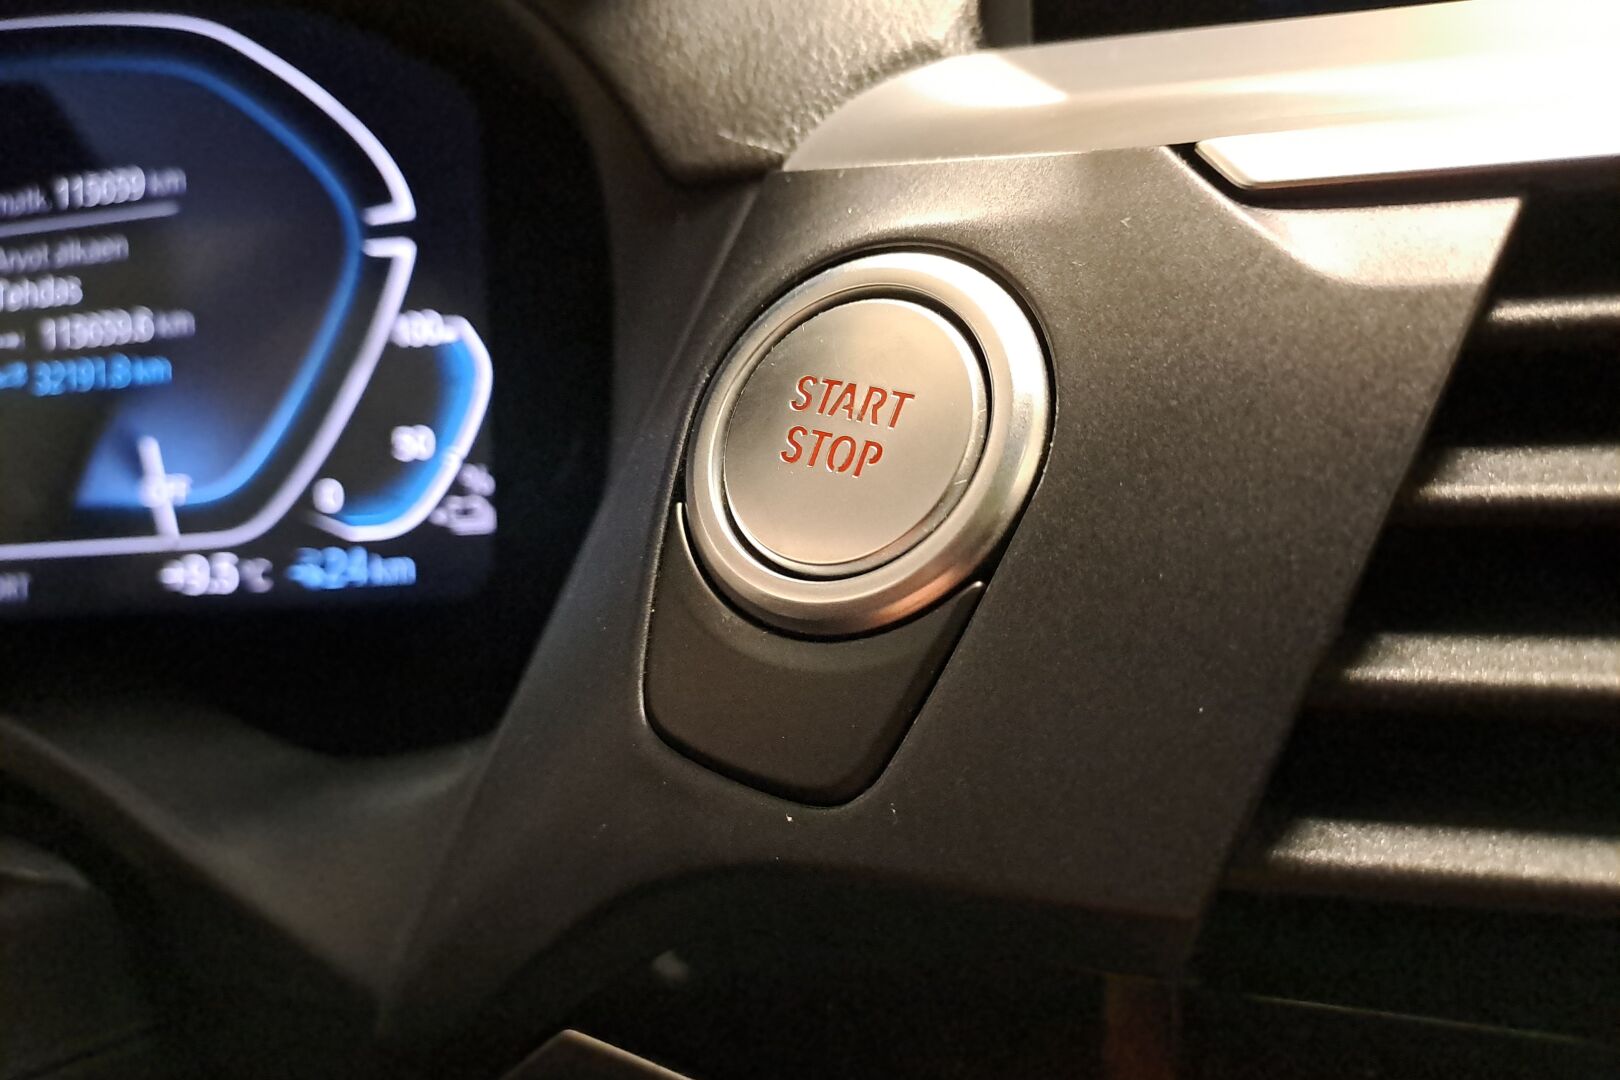 matk. 115699 km
Arvot alkaen
Tehdas
115699.6 km
32191.8 km
100
50
0
%
OFF
+9.5 °C
24 km
START
STOP